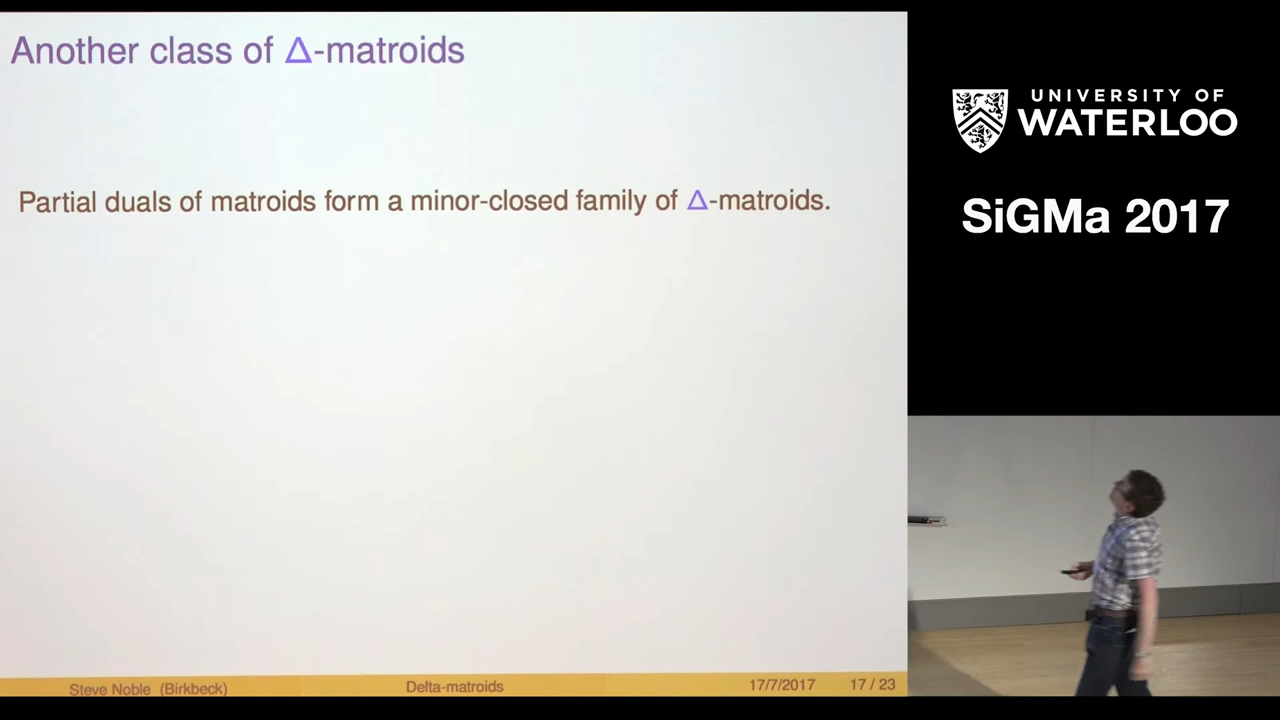 Another class of Δ-matroids
Partial duals of matroids form a minor-closed family of Δ-matroids.
Steve Noble (Birkbeck)
Delta-matroids
17/7/2017
17 / 23
UNIVERSITY OF
WATERLOO
SiGMa 2017